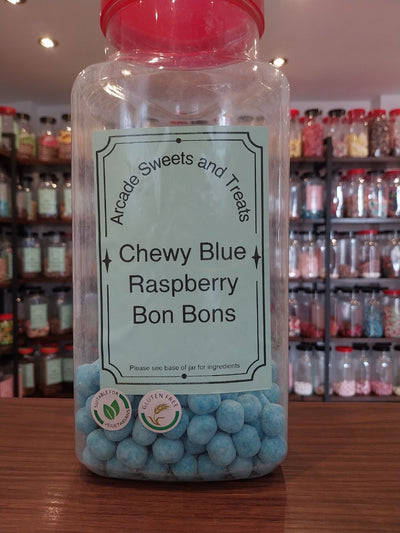 Arcade Sweets and Treats
Chewy Blue
Raspberry
Bon Bons
Please see base of jar for ingredients
SUITABLE FOR VEGETARIANS
GLUTEN FREE